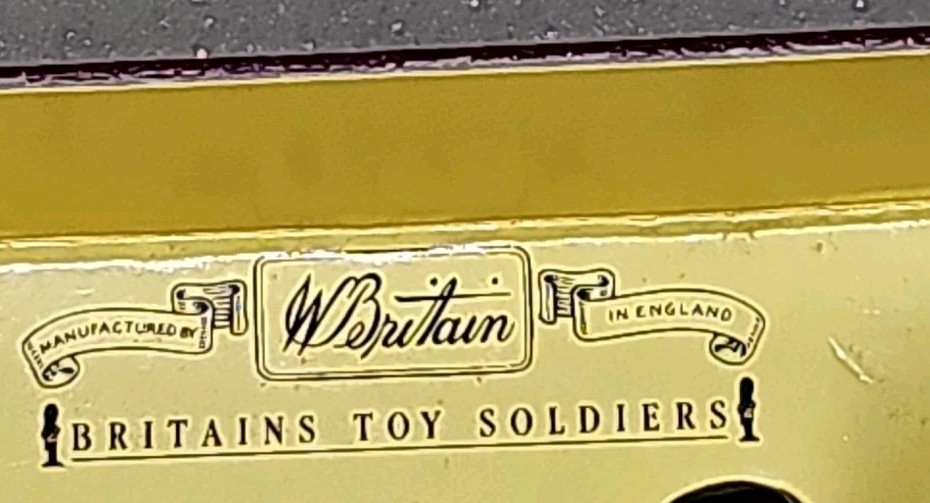 MANUFACTURED BY
W Britain
IN ENGLAND
BRITAINS TOY SOLDIERS